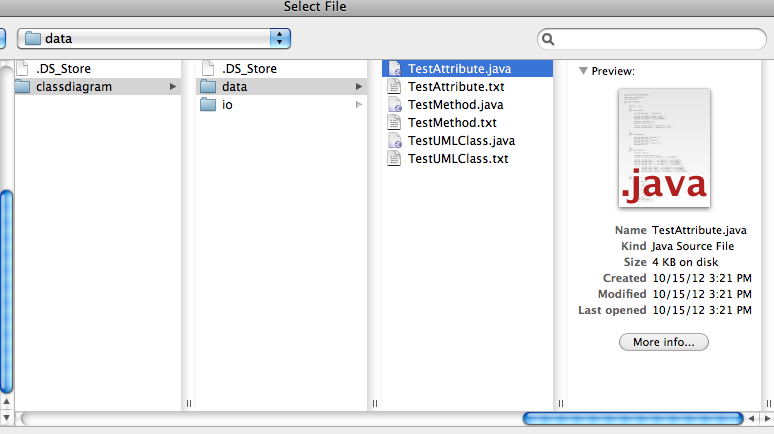 Select File
data
.DS_Store
classdiagram
.DS_Store
data
io
TestAttribute.java
TestAttribute.txt
TestMethod.java
TestMethod.txt
TestUMLClass.java
TestUMLClass.txt
Preview:
.java
Name TestAttribute.java
Kind Java Source File
Size 4 KB on disk
Created 10/15/12 3:21 PM
Modified 10/15/12 3:21 PM
Last opened 10/15/12 3:21 PM
More info...